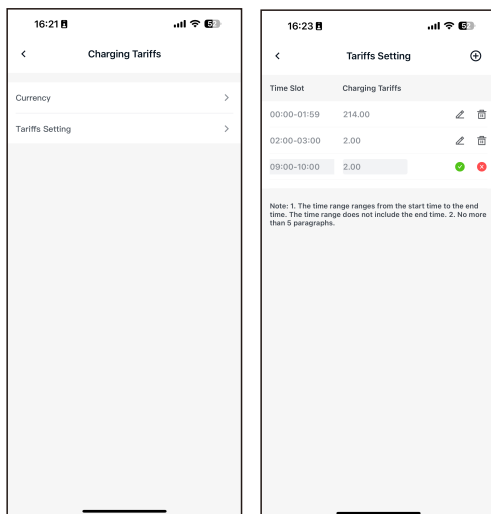 16:21
Charging Tariffs
Currency
Tariffs Setting
16:23
Tariffs Setting
Time Slot Charging Tariffs
00:00-01:59 214.00
02:00-03:00 2.00
09:00-10:00 2.00
Note: 1. The time range ranges from the start time to the end
time. The time range does not include the end time. 2. No more
than 5 paragraphs.